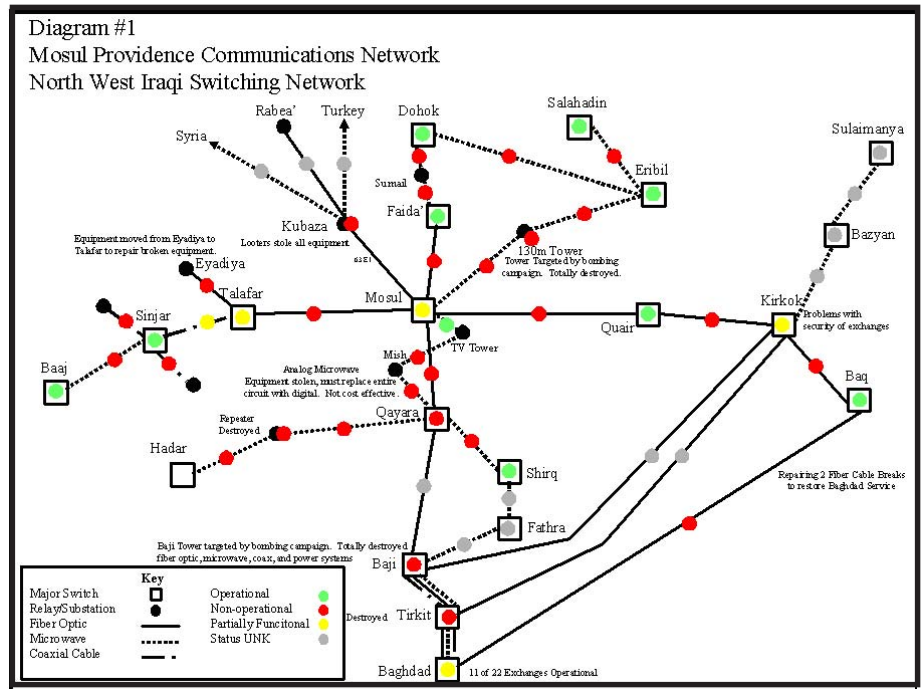 Diagram #1
Mosul Providence Communications Network
North West Iraqi Switching Network
Rabea'
Turkey
Dohok
Salahadin
Syria
Sulaimanya
Sumail
Eribil
Kubaza
Faida'
Looters stole all equipment.
Bazyan
Equipment moved from Eyadiya to
Talafar to repair broken equipment.
130m Tower
Tower Targeted by bombing
campaign. Totally destroyed.
Eyadiya
Talafar
Mosul
Kirkok
Sinjar
Quair
Problems with
security of exchanges
TV Tower
Mish
Baaj
Analog Microwave
Equipment stolen, must replace entire
circuit with digital. Not cost effective.
Baq
Qayara
Repeater
Destroyed
Hadar
Shirq
Repairing 2 Fiber Cable Breaks
to restore Baghdad Service
Fathra
Baji Tower targeted by bombing campaign. Totally destroyed
fiber optic, microwave, coax, and power systems
Baji
Key
Major Switch
Operational
Relay/Substation
Non-operational
Fiber Optic
Partially Funcitonal
Destroyed
Tirkit
Microwave
Status UNK
Coaxial Cable
Baghdad
11 of 22 Exchanges Operational